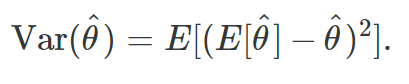 Var(θ̂) = E[(E[θ̂] − θ̂)²].